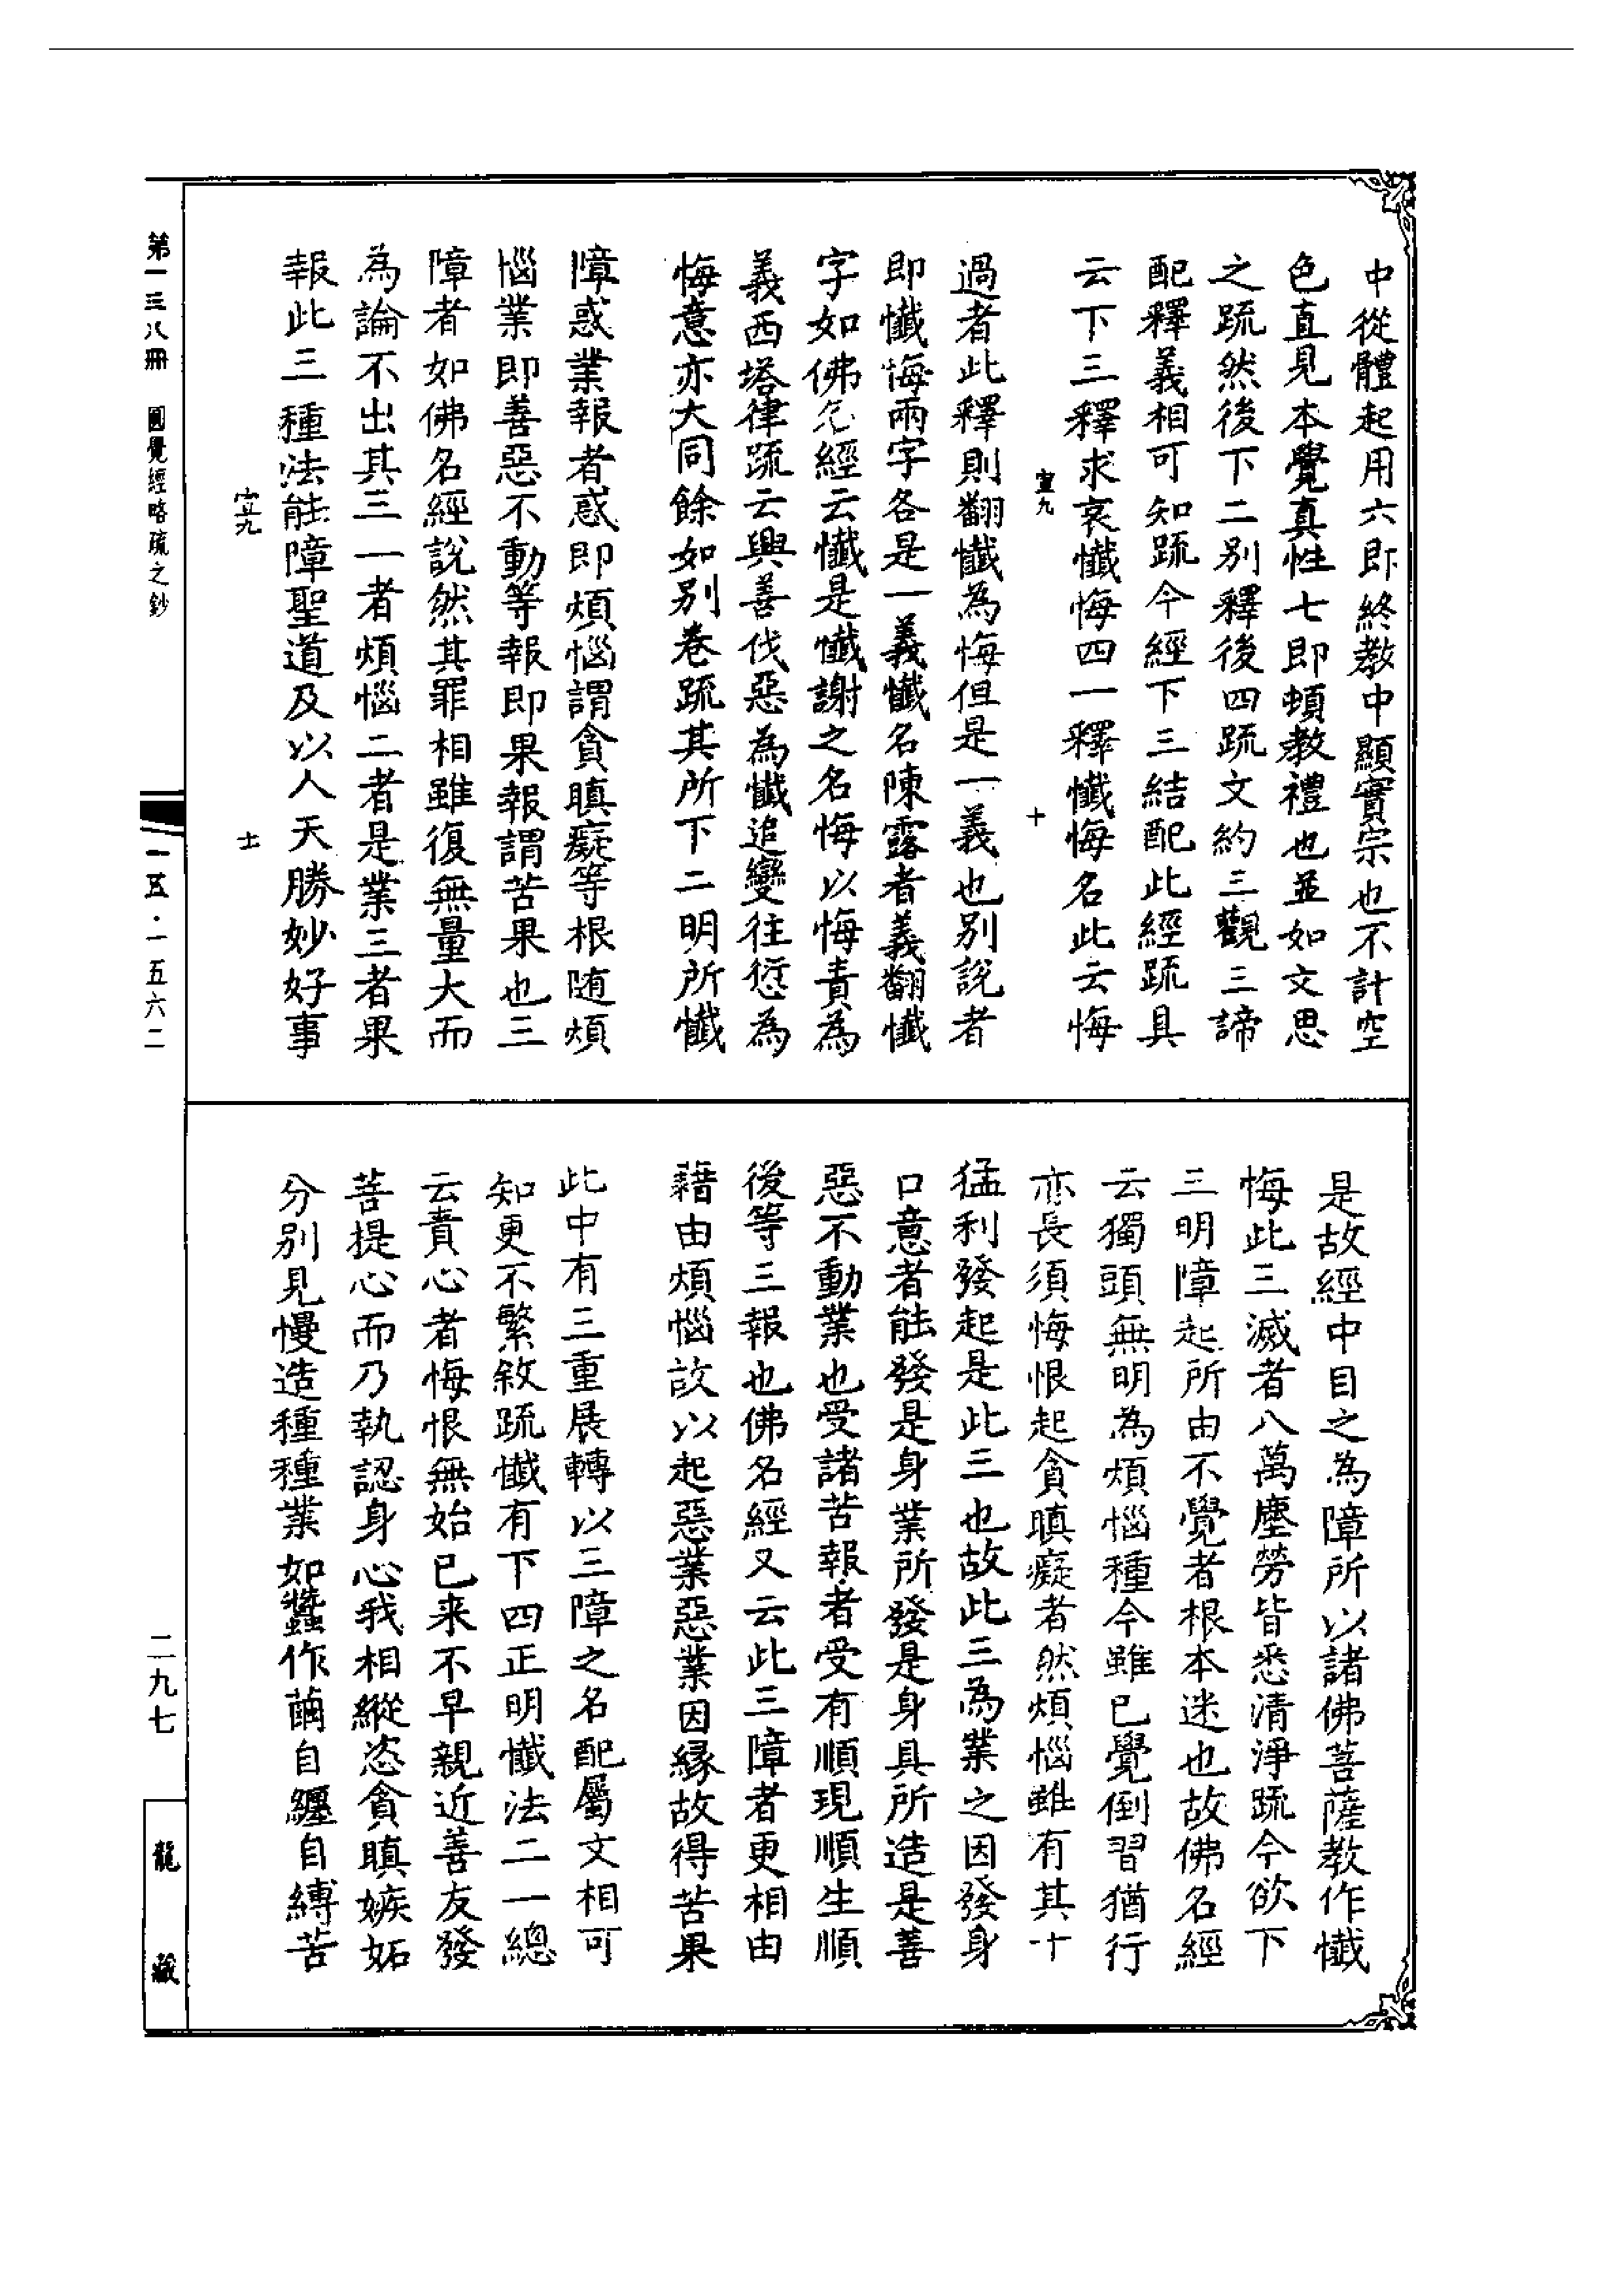 中從體起用六即終教中顯實宗也不計空
色直見本覺真性七即頓教禮也並如文思
之疏然後下二別釋後四疏文約三觀三諦
配釋義相可知疏今經下三結配此經疏具
云下三釋求哀懺悔四一釋懺悔名此云悔
宣九
十
過者此釋則翻懺為悔但是一義也別說者
即懺悔兩字各是一義懺名陳露者義翻懺
字如佛名經云懺是懺謝之名悔以悔責為
義西塔律疏云興善伐惡為懺追變往愆為
悔意亦大同餘如別卷疏其所下二明所懺
障惑業報者惑即煩惱謂貪瞋癡等根隨煩
惱業即善惡不動等報即果報謂苦果也三
障者如佛名經說然其罪相雖復無量大而
為論不出其三一者煩惱二者是業三者果
報此三種法能障聖道及以人天勝妙好事
宣九
十一
是故經中目之為障所以諸佛菩薩教作懺
悔此三滅者八萬塵勞皆悉清淨疏今欲下
三明障起所由不覺者根本迷也故佛名經
云獨頭無明為煩惱種今雖已覺倒習猶行
亦長須悔恨起貪瞋癡者然煩惱雖有其十
猛利發起是此三也故此三為業之因發身
口意者能發是身業所發是身具所造是善
惡不動業也受諸苦報者受有順現順生順
後等三報也佛名經又云此三障者更相由
藉由煩惱故以起惡業惡業因緣故得苦果
此中有三重展轉以三障之名配屬文相可
知更不繁敘疏懺有下四正明懺法二一總
云責心者悔恨無始已來不早親近善友發
菩提心而乃執認身心我相縱恣貪瞋嫉妬
分別見慢造種種業如蠶作繭自纏自縛苦
第一三八冊 圓覺經略疏之鈔
一五五·一五六二
二九七
龍藏